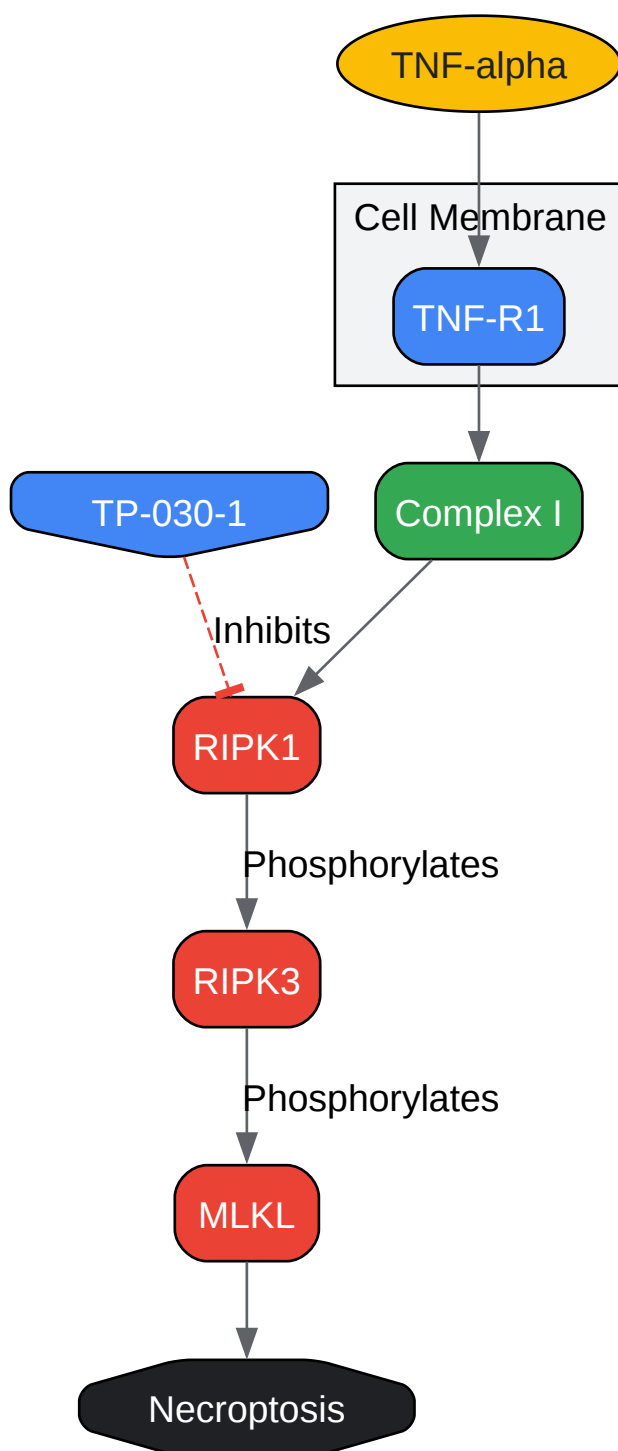 TNF-alpha
Cell Membrane
TNF-R1
TP-030-1
Complex I
Inhibits
RIPK1
Phosphorylates
RIPK3
Phosphorylates
MLKL
Necroptosis